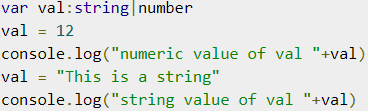 var val:string|number
val = 12
console.log("numeric value of val "+val)
val = "This is a string"
console.log("string value of val "+val)